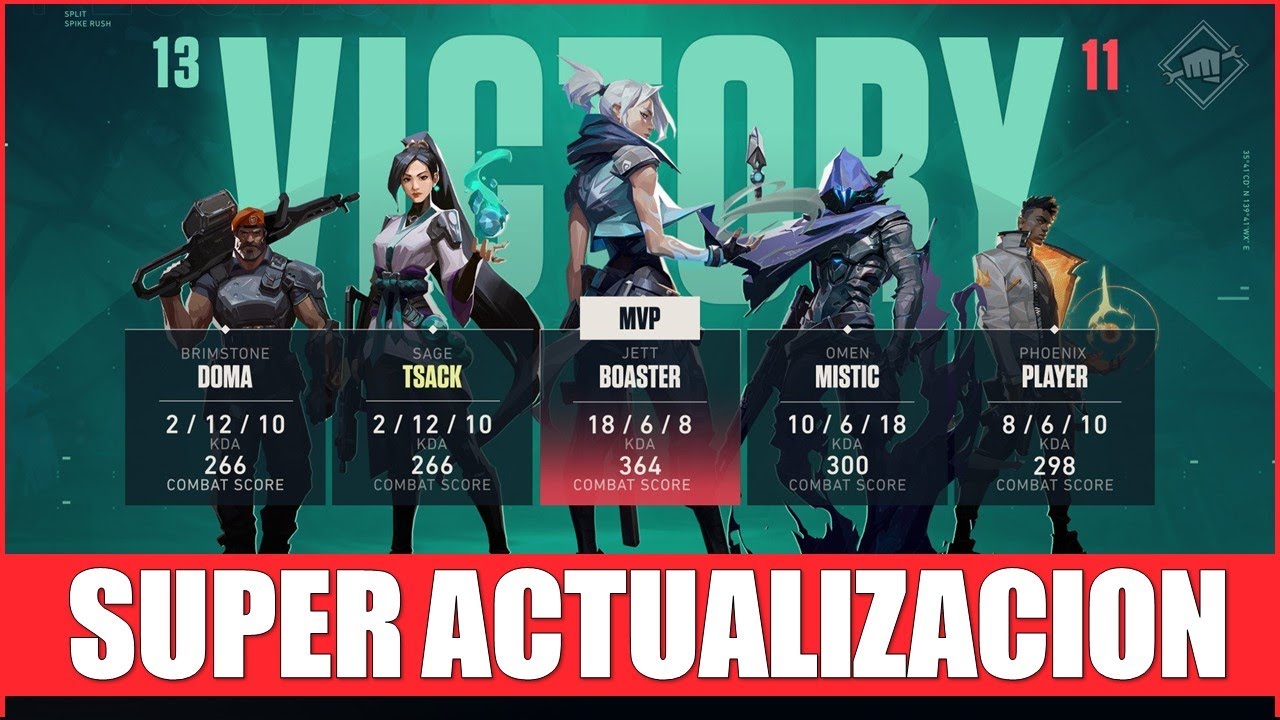 SPLIT
SPIKE RUSH
13 VICTORY 11
MVP
BRIMSTONE
DOMA
2 / 12 / 10
KDA
266
COMBAT SCORE
SAGE
TSACK
2 / 12 / 10
KDA
266
COMBAT SCORE
JETT
BOASTER
18 / 6 / 8
KDA
364
COMBAT SCORE
OMEN
MISTIC
10 / 6 / 18
KDA
300
COMBAT SCORE
PHOENIX
PLAYER
8 / 6 / 10
KDA
298
COMBAT SCORE
SUPER ACTUALIZACION